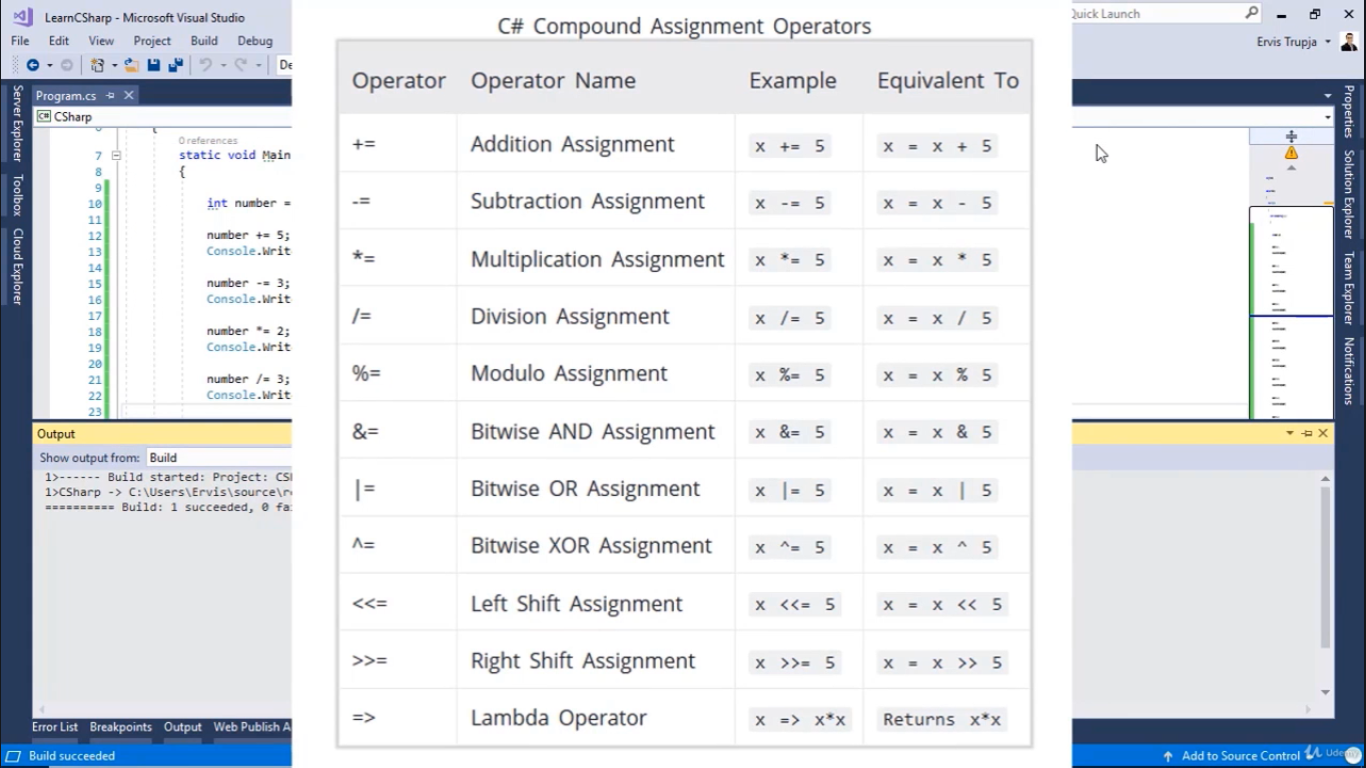 LearnCSharp - Microsoft Visual Studio
C# Compound Assignment Operators
Quick Launch
File Edit View Project Build Debug
Ervis Trupja
Program.cs
CSharp
Operator Operator Name Example Equivalent To
+= Addition Assignment x += 5 x = x + 5
-= Subtraction Assignment x -= 5 x = x - 5
*= Multiplication Assignment x *= 5 x = x * 5
/= Division Assignment x /= 5 x = x / 5
%= Modulo Assignment x %= 5 x = x % 5
&= Bitwise AND Assignment x &= 5 x = x & 5
|= Bitwise OR Assignment x |= 5 x = x | 5
^= Bitwise XOR Assignment x ^= 5 x = x ^ 5
<<= Left Shift Assignment x <<= 5 x = x << 5
>>= Right Shift Assignment x >>= 5 x = x >> 5
=> Lambda Operator x => x*x Returns x*x
0 references
7 static void Main
8 {
9
10 int number =
11
12 number += 5;
13 Console.Writ
14
15 number -= 3;
16 Console.Writ
17
18 number *= 2;
19 Console.Writ
20
21 number /= 3;
22 Console.Writ
23
Server Explorer
Toolbox
Cloud Explorer
Properties
Solution Explorer
Team Explorer
Notifications
Output
Show output from: Build
1>------ Build started: Project: CS
1>CSharp -> C:\Users\Ervis\source\re
========== Build: 1 succeeded, 0 fai
Error List Breakpoints Output Web Publish A
Build succeeded
Add to Source Control
Udemy